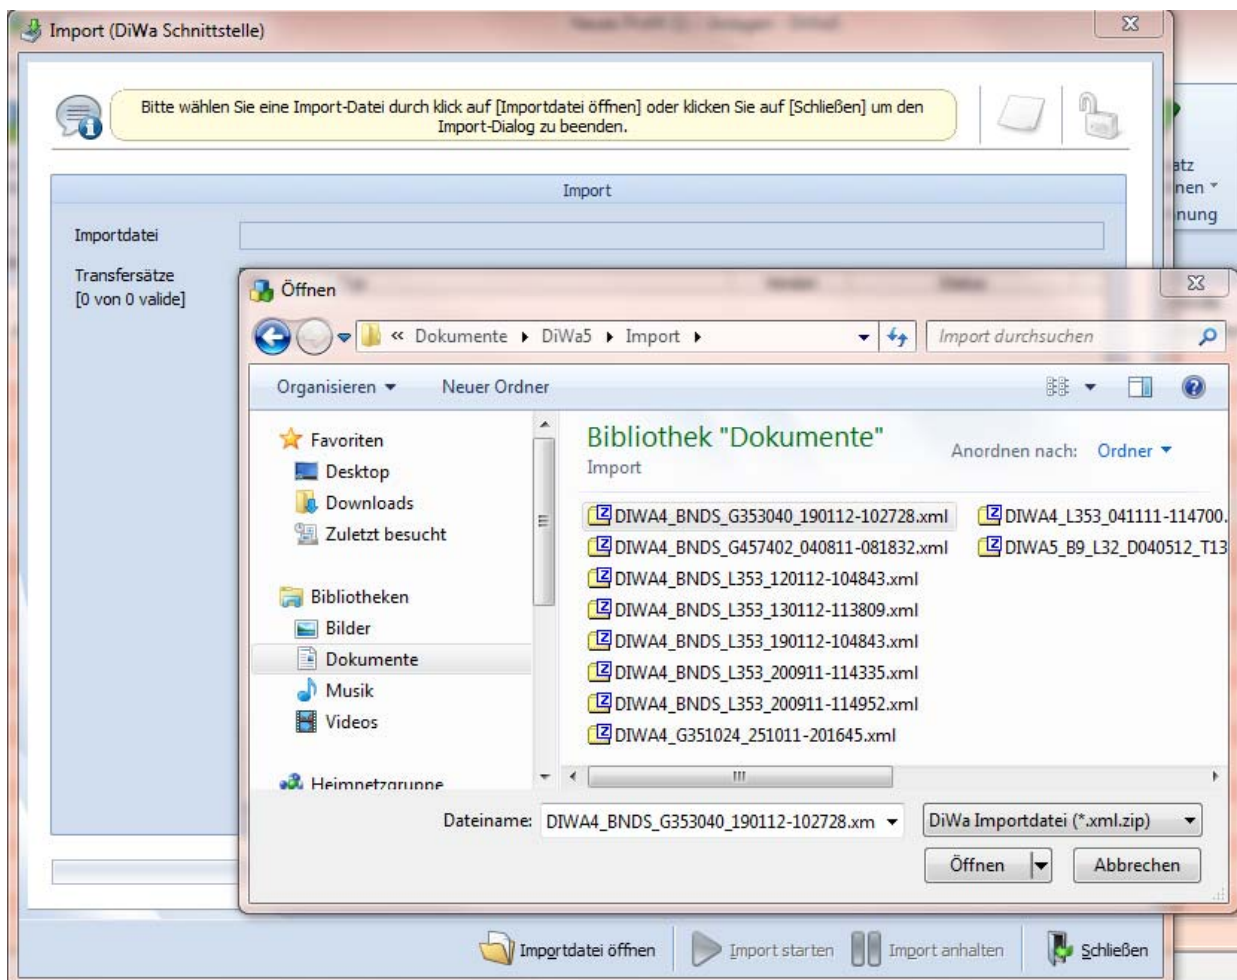 Import (DiWa Schnittstelle)
Bitte wählen Sie eine Import-Datei durch klick auf [Importdatei öffnen] oder klicken Sie auf [Schließen] um den
Import-Dialog zu beenden.
Import
Importdatei
Transfersätze
[0 von 0 valide]
atz
nen
nung
Öffnen
« Dokumente DiWa5 Import
Import durchsuchen
Organisieren Neuer Ordner
Favoriten
Desktop
Downloads
Zuletzt besucht
Bibliotheken
Bilder
Dokumente
Musik
Videos
Heimnetzgruppe
Bibliothek "Dokumente"
Import
Anordnen nach: Ordner
DIWA4_BNDS_G353040_190112-102728.xml
DIWA4_BNDS_G457402_040811-081832.xml
DIWA4_BNDS_L353_120112-104843.xml
DIWA4_BNDS_L353_130112-113809.xml
DIWA4_BNDS_L353_190112-104843.xml
DIWA4_BNDS_L353_200911-114335.xml
DIWA4_BNDS_L353_200911-114952.xml
DIWA4_G351024_251011-201645.xml
DIWA4_L353_041111-114700.
DIWA5_B9_L32_D040512_T13
Dateiname: DIWA4_BNDS_G353040_190112-102728.xm
DiWa Importdatei (*.xml.zip)
Öffnen Abbrechen
Importdatei öffnen Import starten Import anhalten Schließen